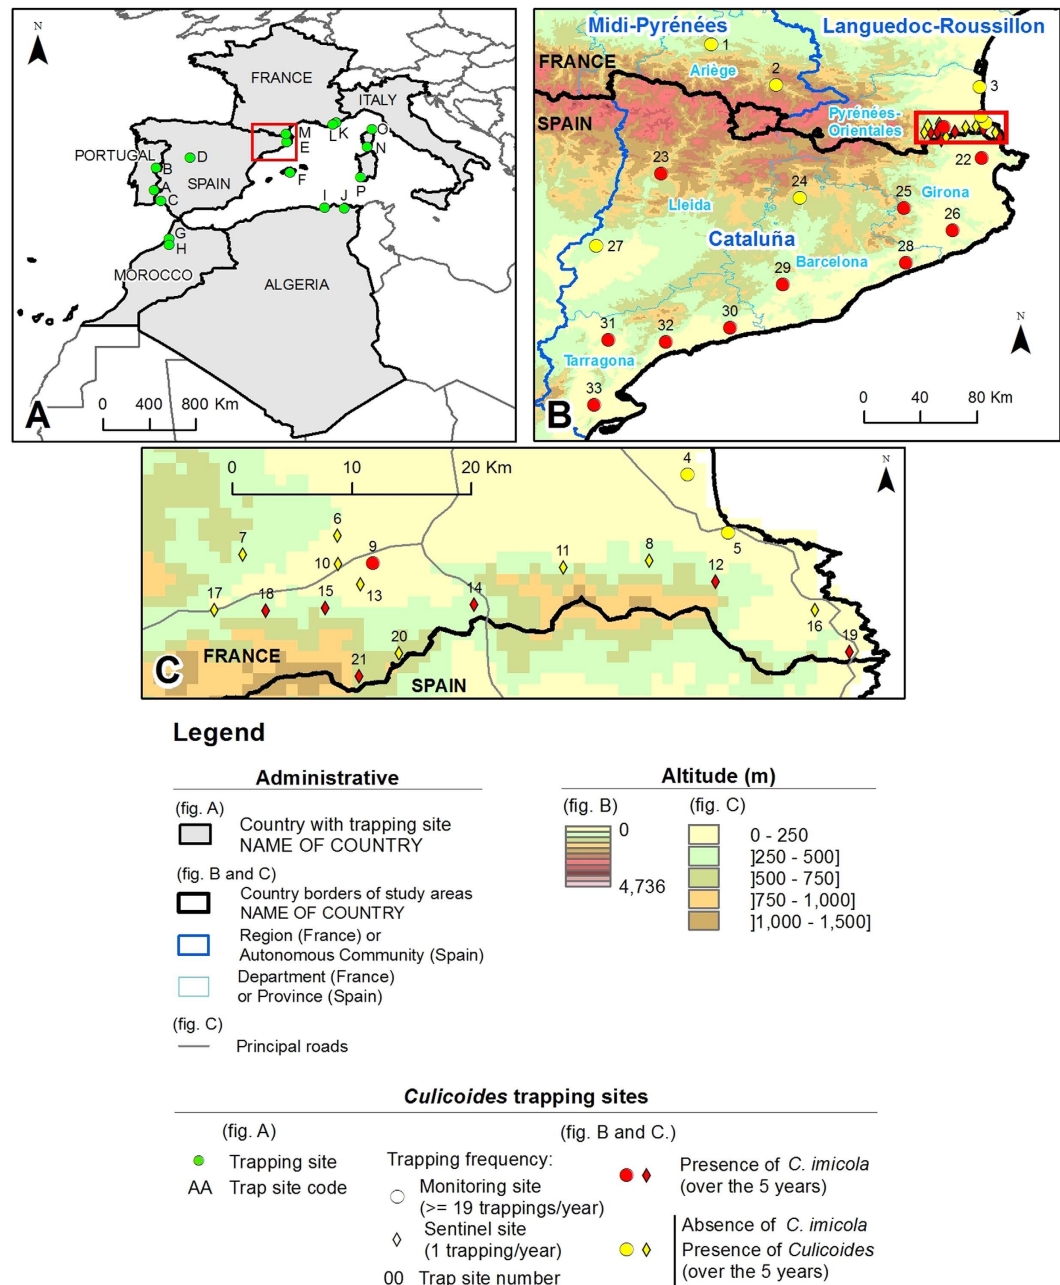 N
FRANCE
ITALY
M
E
L
K
O
N
PORTUGAL
B
D
A
SPAIN
C
F
P
I
J
G
H
MOROCCO
ALGERIA
0 400 800 Km
A
Midi-Pyrénées
Languedoc-Roussillon
1
FRANCE
Ariège
2
3
SPAIN
Pyrénées-
Orientales
22
23
Lleida
24
25
Girona
26
27
Cataluña
28
Barcelona
29
30
31
32
Tarragona
33
N
0 40 80 Km
B
0 10 20 Km
N
4
5
6
7
8
9
10
11
12
13
14
15
16
17
18
19
20
21
FRANCE
SPAIN
C
Legend
Administrative
(fig. A)
Country with trapping site
NAME OF COUNTRY
(fig. B and C)
Country borders of study areas
NAME OF COUNTRY
Region (France) or
Autonomous Community (Spain)
Department (France)
or Province (Spain)
(fig. C)
Principal roads
Altitude (m)
(fig. B)
0
4,736
(fig. C)
0 - 250
]250 - 500]
]500 - 750]
]750 - 1,000]
]1,000 - 1,500]
Culicoides trapping sites
(fig. A)
Trapping site
AA Trap site code
(fig. B and C.)
Trapping frequency:
Monitoring site
(>= 19 trappings/year)
Sentinel site
(1 trapping/year)
00 Trap site number
Presence of C. imicola
(over the 5 years)
Absence of C. imicola
Presence of Culicoides
(over the 5 years)